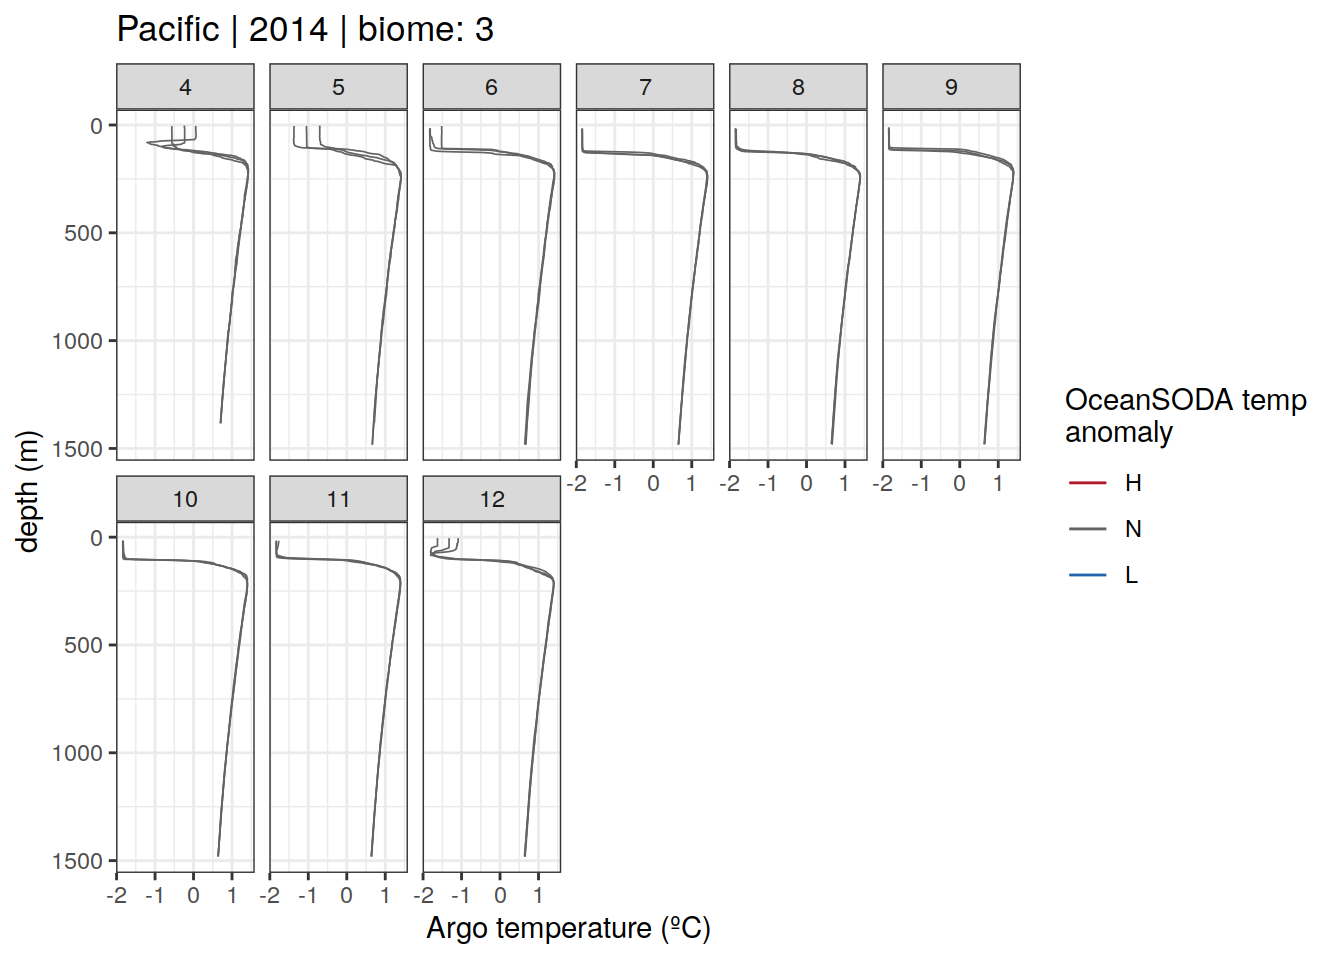 Pacific | 2014 | biome: 3
4 5 6 7 8 9
0
500
1000
1500
-2 -1 0 1 -2 -1 0 1 -2 -1 0 1
10 11 12
0
500
1000
1500
-2 -1 0 1 -2 -1 0 1 -2 -1 0 1
Argo temperature (ºC)
depth (m)
OceanSODA temp
anomaly
H
N
L